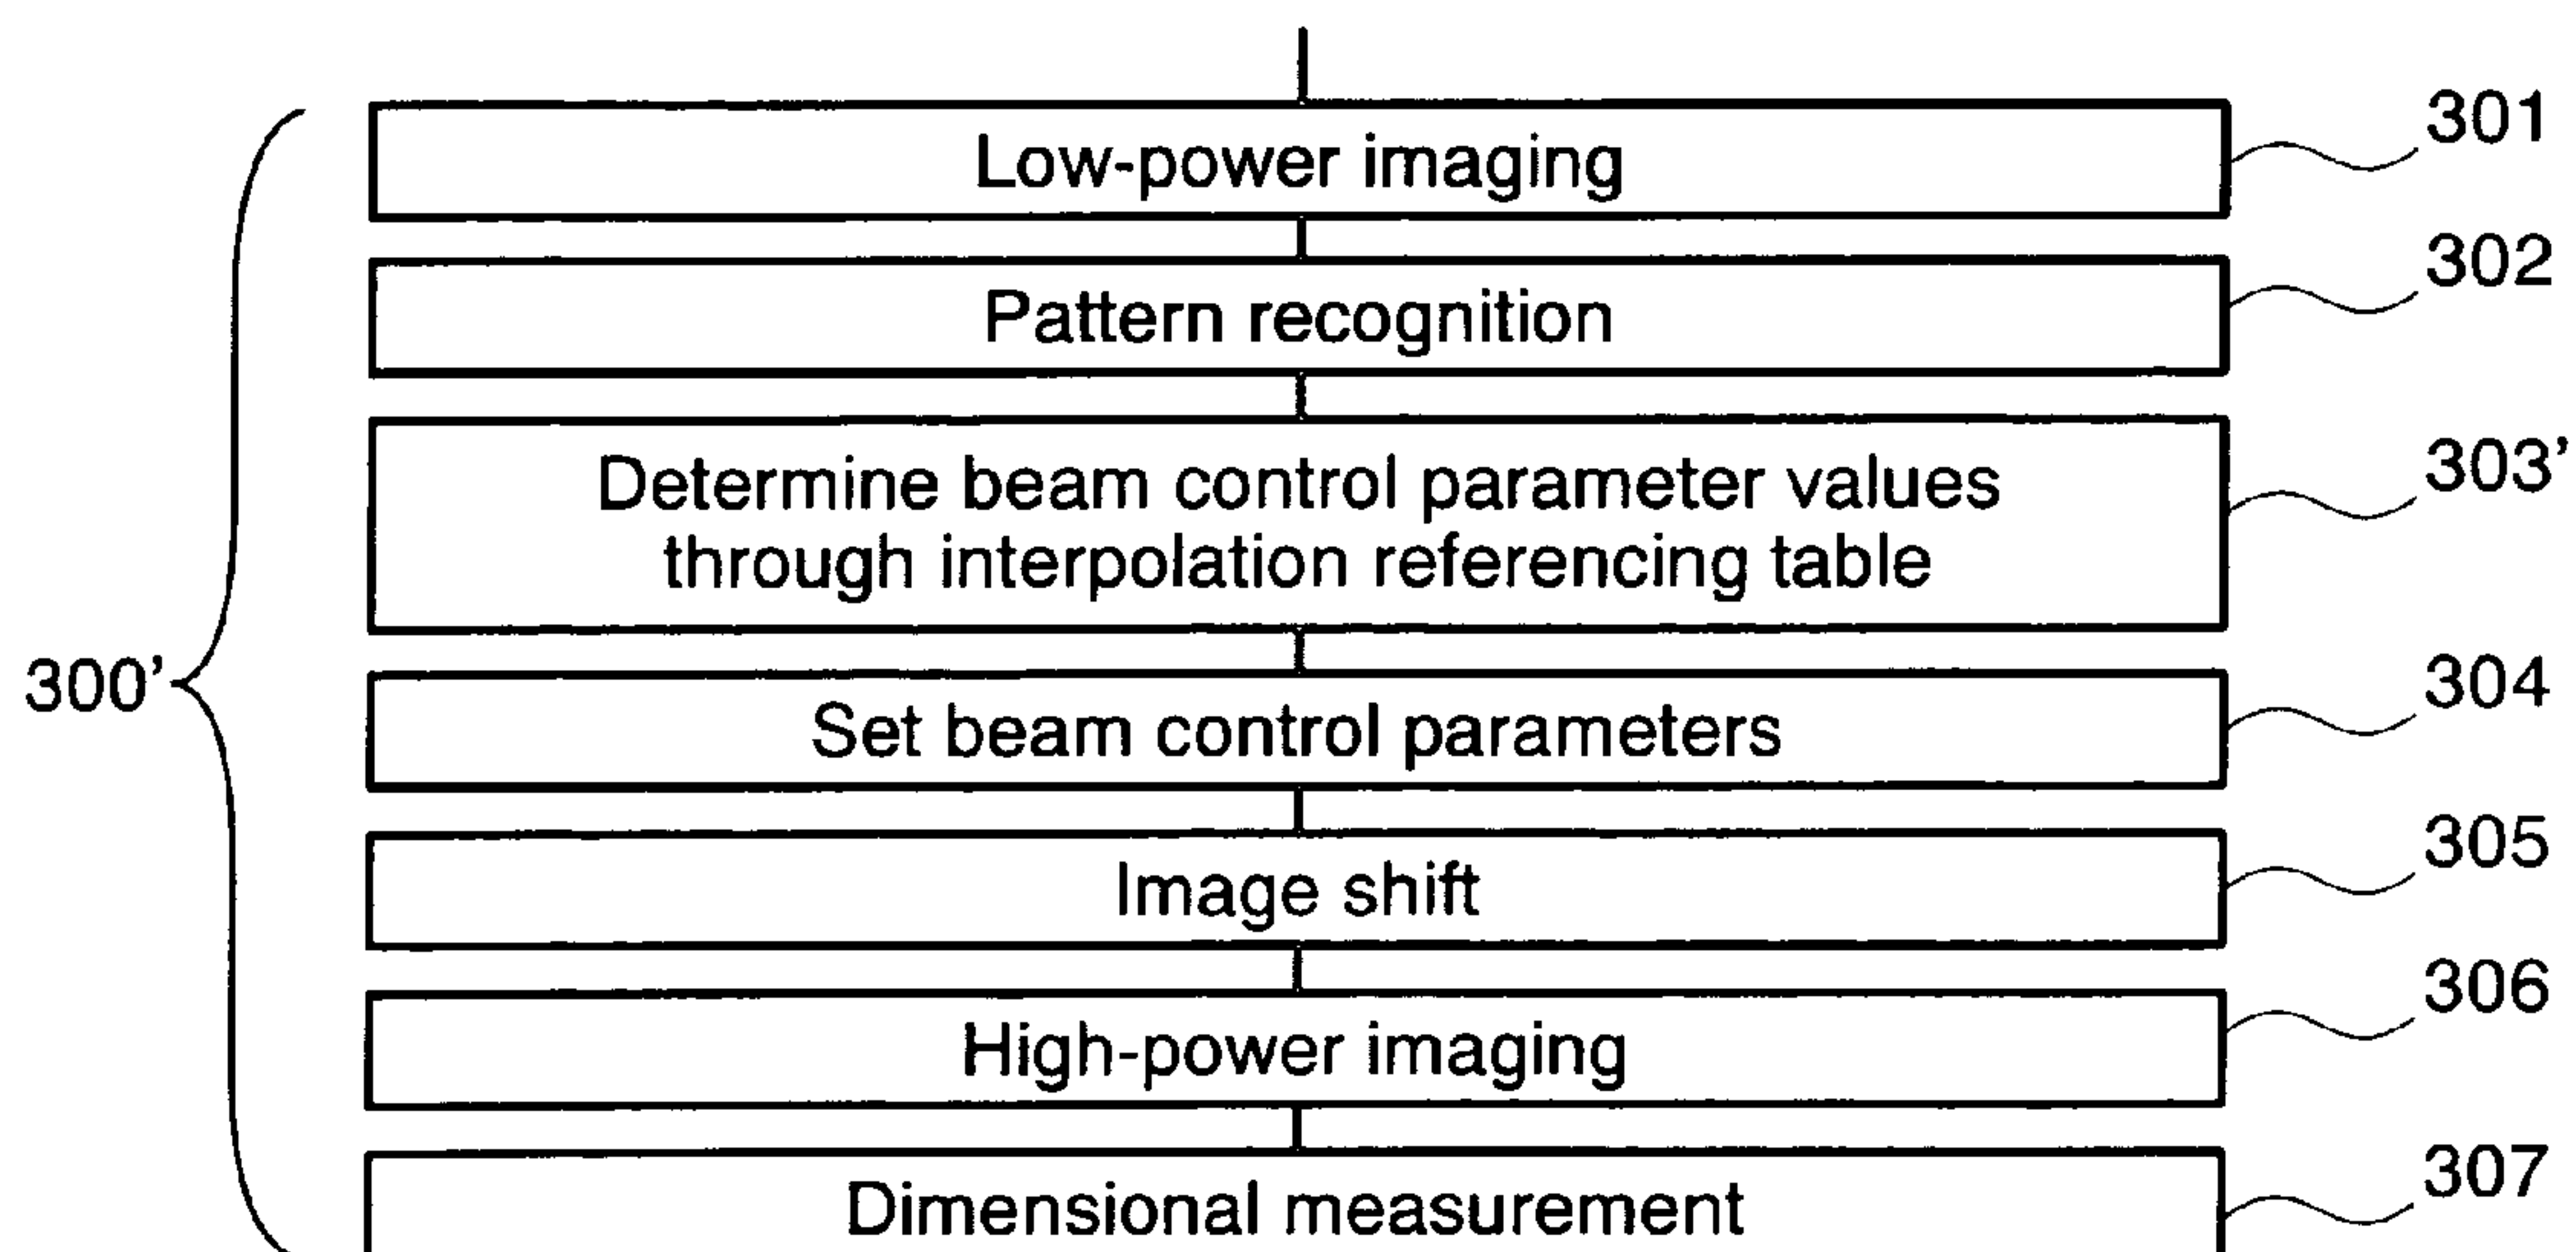 Low-power imaging
301
Pattern recognition
302
Determine beam control parameter values
through interpolation referencing table
303'
300'
Set beam control parameters
304
Image shift
305
High-power imaging
306
Dimensional measurement
307